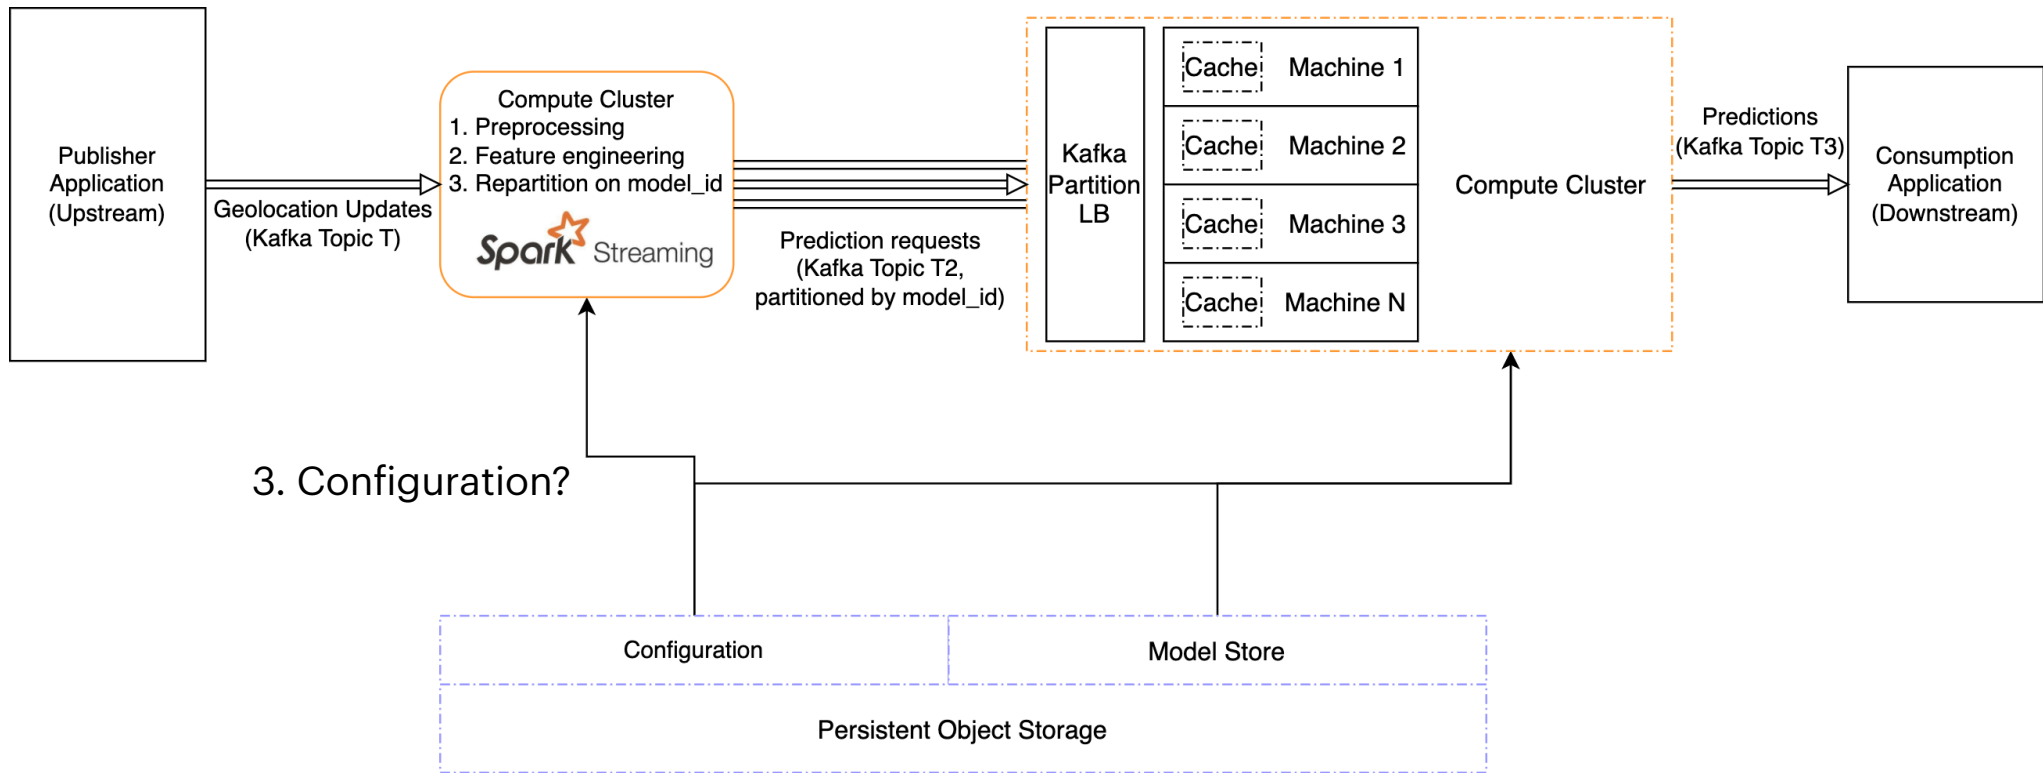 Publisher
Application
(Upstream)
Geolocation Updates
(Kafka Topic T)
Compute Cluster
1. Preprocessing
2. Feature engineering
3. Repartition on model_id
Spark Streaming
Prediction requests
(Kafka Topic T2,
partitioned by model_id)
Kafka
Partition
LB
Cache Machine 1
Cache Machine 2
Cache Machine 3
Cache Machine N
Compute Cluster
Predictions
(Kafka Topic T3)
Consumption
Application
(Downstream)
3. Configuration?
Configuration
Model Store
Persistent Object Storage